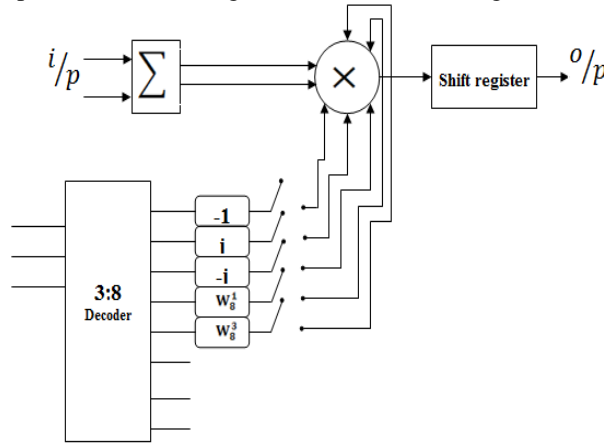 i/p
∑
×
Shift register
o/p
-1
i
-i
W₈¹
W₈³
3:8
Decoder